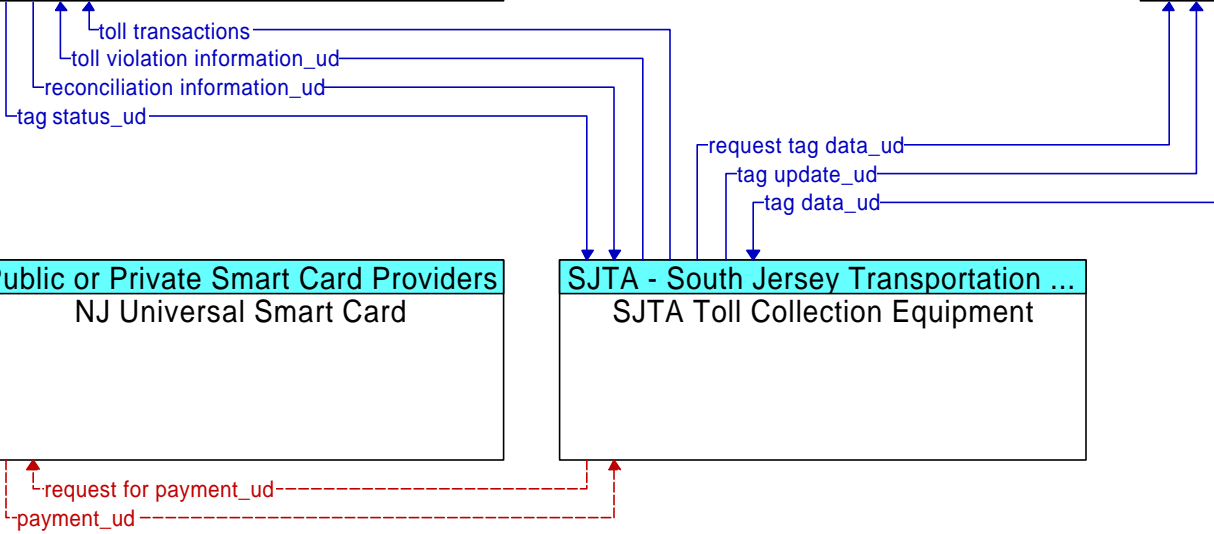 toll transactions
toll violation information_ud
reconciliation information_ud
tag status_ud
request tag data_ud
tag update_ud
tag data_ud
Public or Private Smart Card Providers
NJ Universal Smart Card
SJTA - South Jersey Transportation ...
SJTA Toll Collection Equipment
request for payment_ud
payment_ud